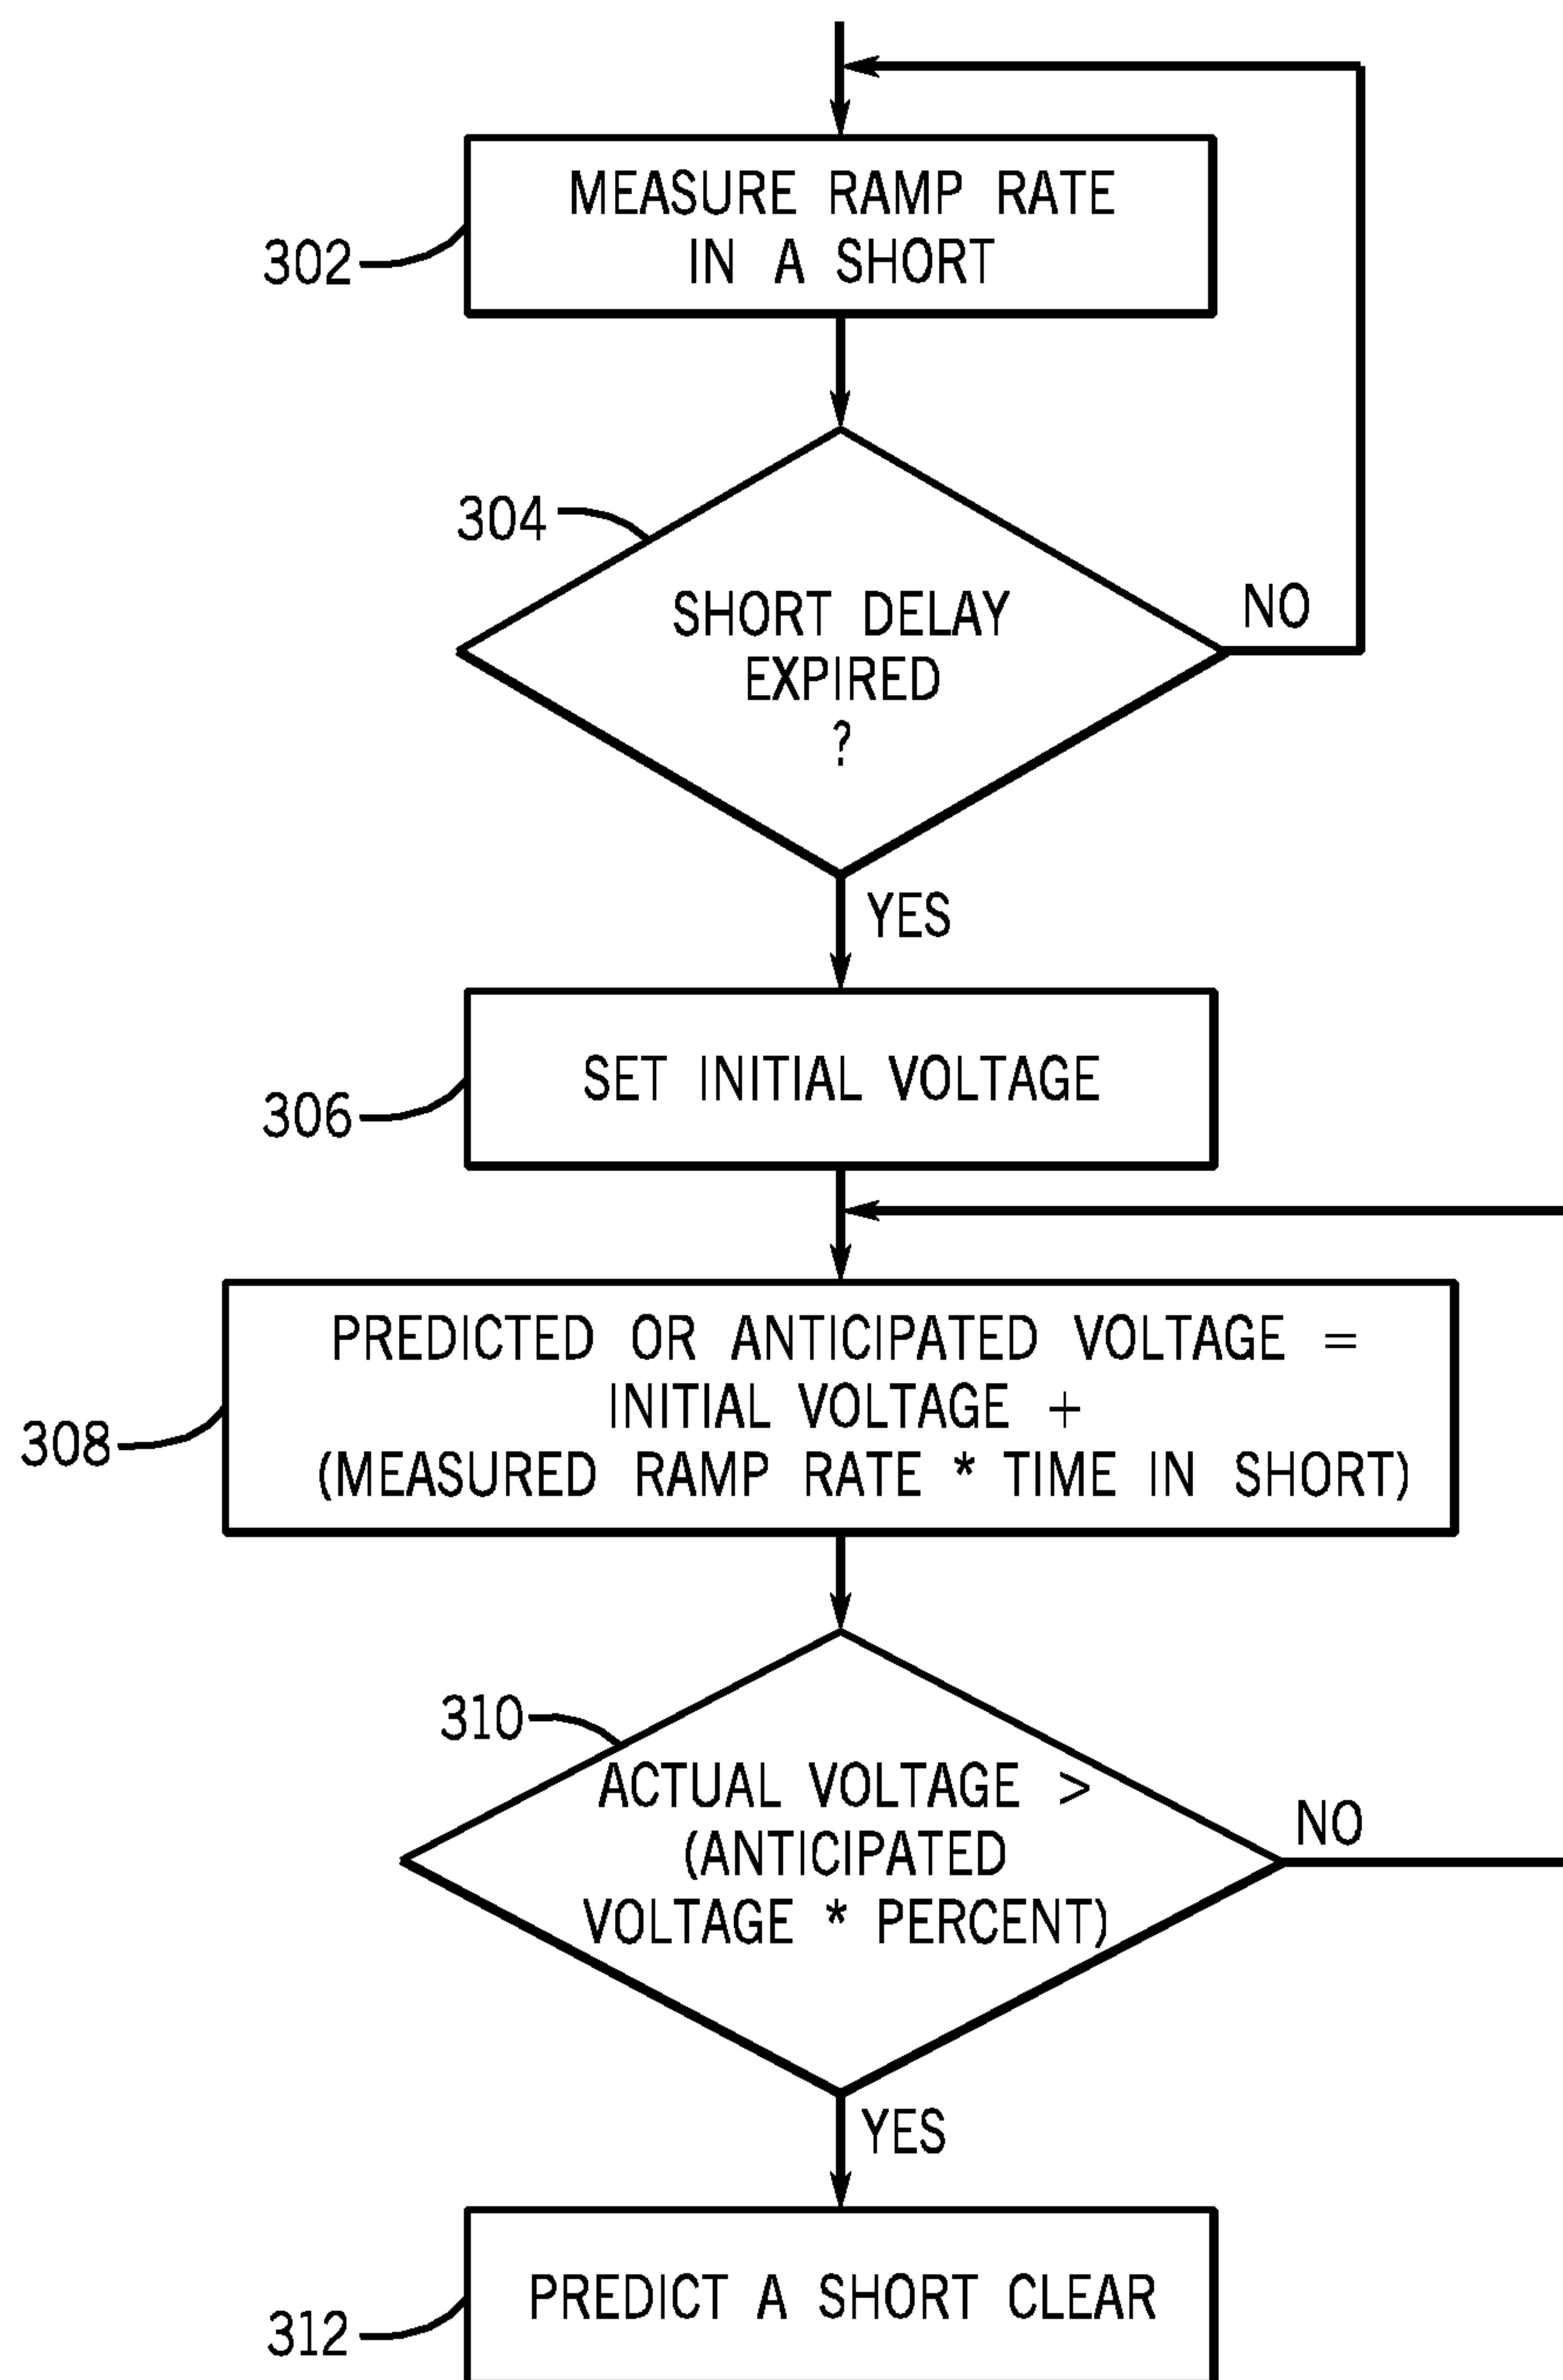 MEASURE RAMP RATE
IN A SHORT
302
304
SHORT DELAY
EXPIRED
?
NO
YES
SET INITIAL VOLTAGE
306
PREDICTED OR ANTICIPATED VOLTAGE =
INITIAL VOLTAGE +
(MEASURED RAMP RATE * TIME IN SHORT)
308
310
ACTUAL VOLTAGE >
(ANTICIPATED
VOLTAGE * PERCENT)
NO
YES
PREDICT A SHORT CLEAR
312